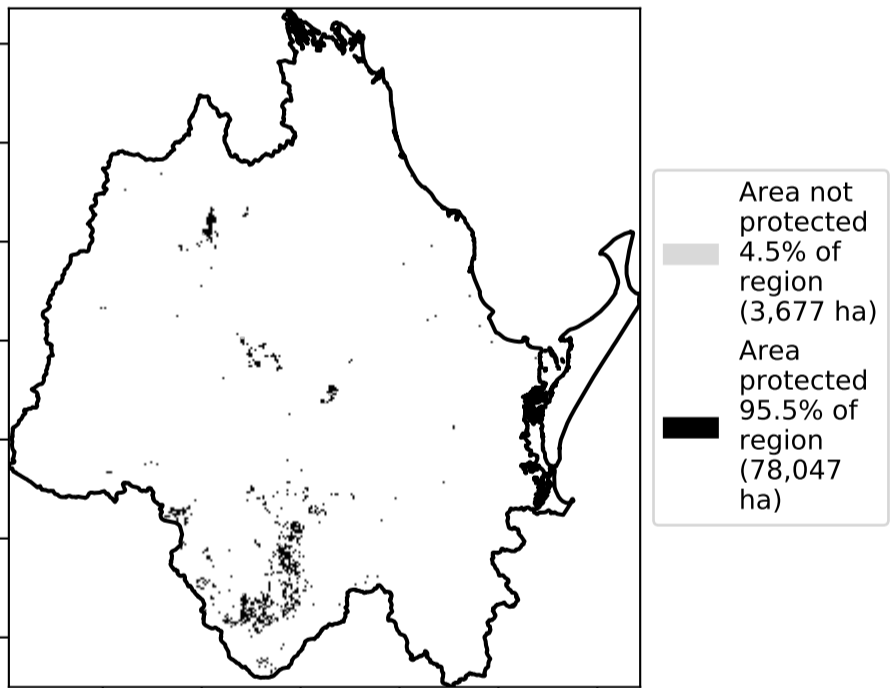 Area not
protected
4.5% of
region
(3,677 ha)
Area
protected
95.5% of
region
(78,047
ha)